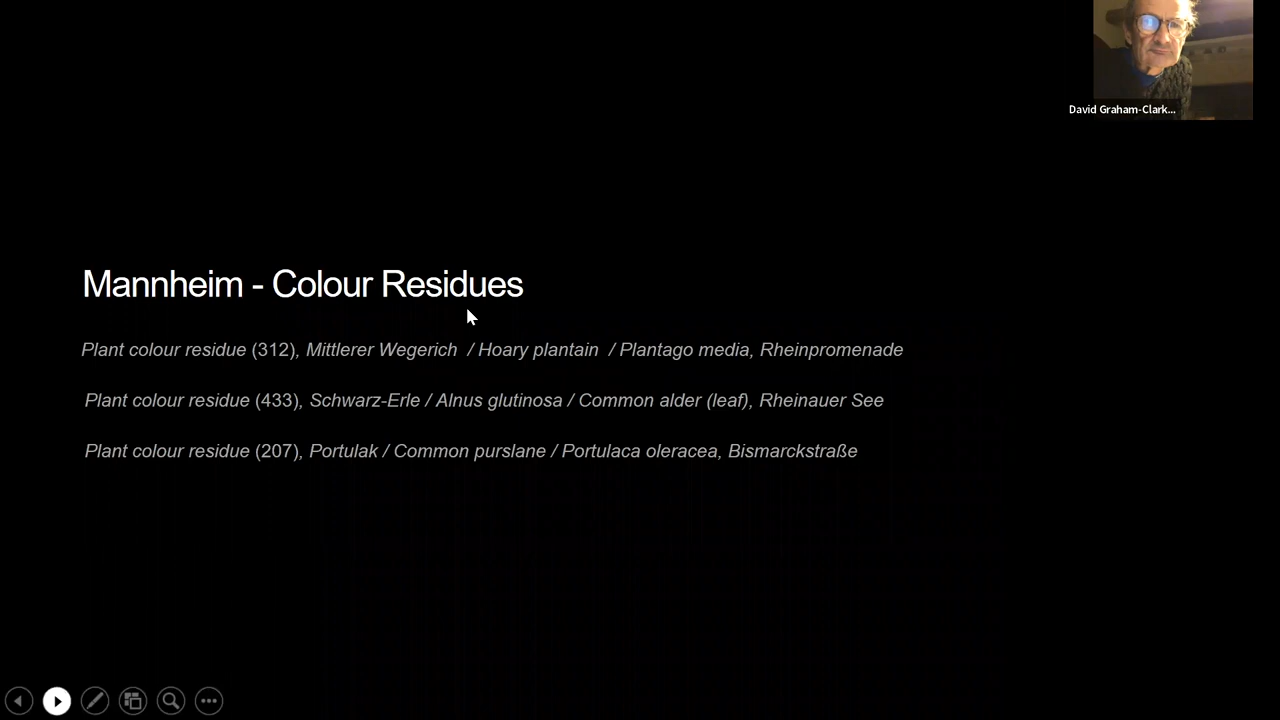 David Graham-Clark...
Mannheim - Colour Residues
Plant colour residue (312), Mittlerer Wegerich / Hoary plantain / Plantago media, Rheinpromenade
Plant colour residue (433), Schwarz-Erle / Alnus glutinosa / Common alder (leaf), Rheinauer See
Plant colour residue (207), Portulak / Common purslane / Portulaca oleracea, Bismarckstraße